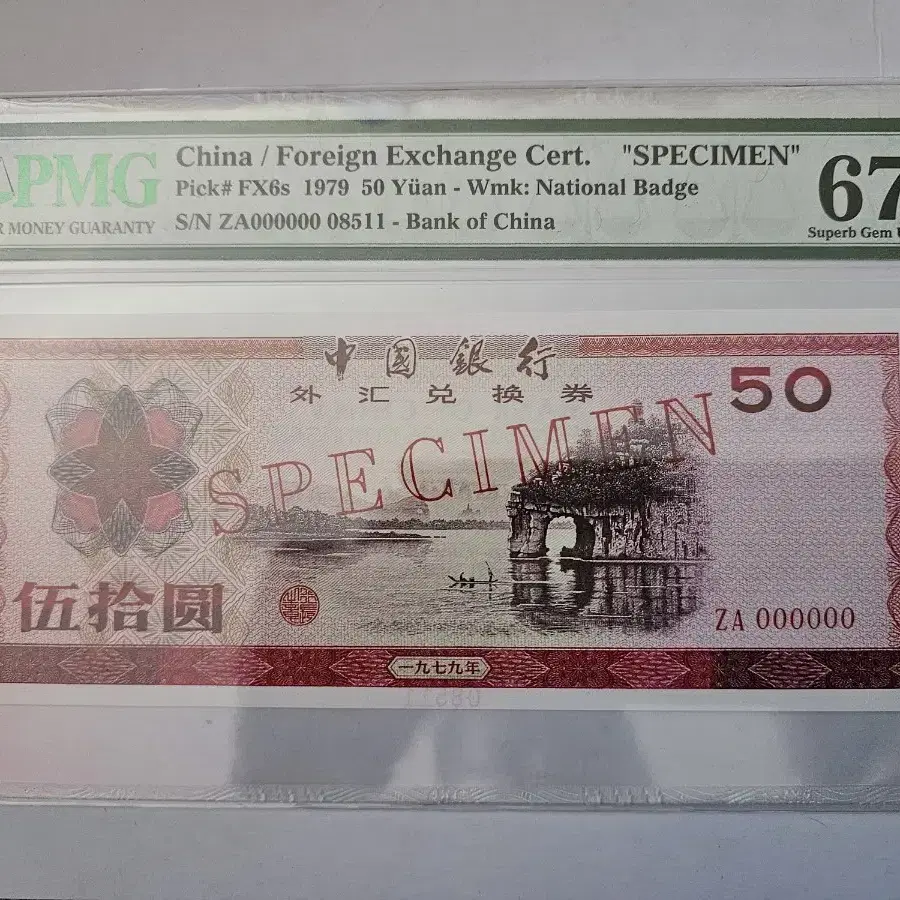 PMG
MONEY GUARANTY
China / Foreign Exchange Cert. "SPECIMEN"
Pick# FX6s 1979 50 Yüan - Wmk: National Badge
S/N ZA000000 08511 - Bank of China
67
Superb Gem
中國銀行
外汇兑换券
50
SPECIMEN
伍拾圆
ZA 000000
一九七九年